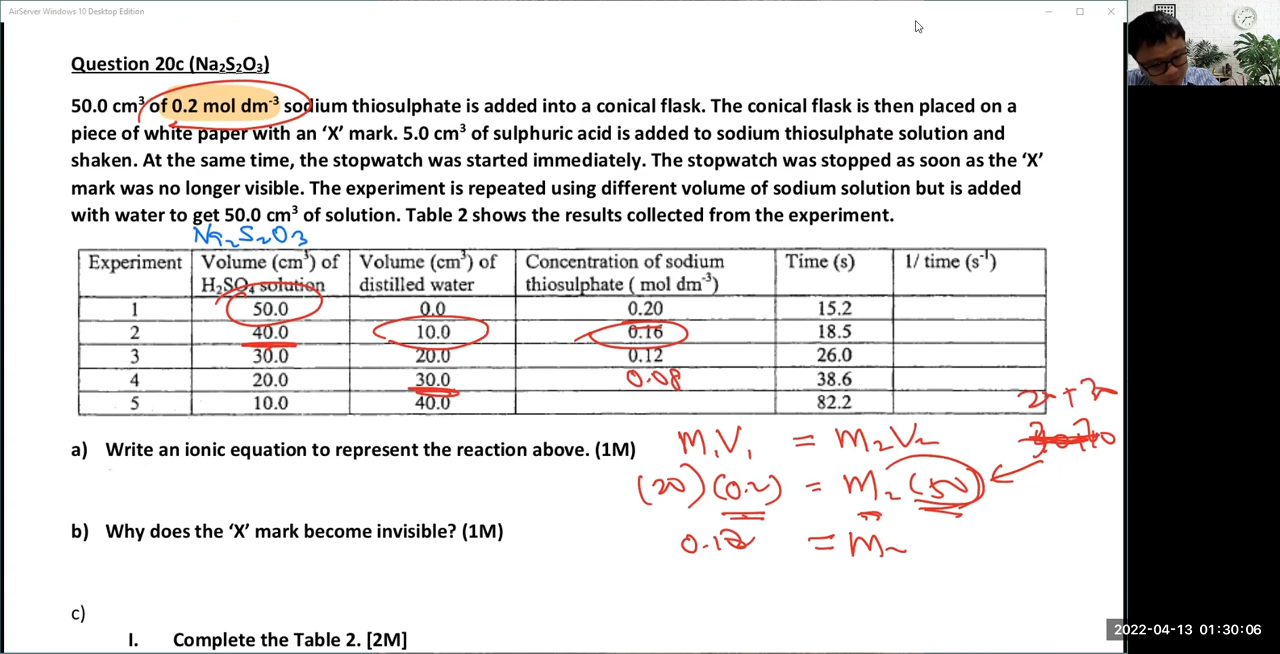 AirServer Windows 10 Desktop Edition
Question 20c (Na₂S₂O₃)
50.0 cm³ of 0.2 mol dm⁻³ sodium thiosulphate is added into a conical flask. The conical flask is then placed on a
piece of white paper with an ‘X’ mark. 5.0 cm³ of sulphuric acid is added to sodium thiosulphate solution and
shaken. At the same time, the stopwatch was started immediately. The stopwatch was stopped as soon as the ‘X’
mark was no longer visible. The experiment is repeated using different volume of sodium solution but is added
with water to get 50.0 cm³ of solution. Table 2 shows the results collected from the experiment.
Na₂S₂O₃
Experiment Volume (cm³) of Volume (cm³) of Concentration of sodium Time (s) 1/ time (s⁻¹)
H₂SO₄ solution distilled water thiosulphate ( mol dm⁻³)
1 50.0 0.0 0.20 15.2
2 40.0 10.0 0.16 18.5
3 30.0 20.0 0.12 26.0
4 20.0 30.0 0.08 38.6
5 10.0 40.0 82.2
a) Write an ionic equation to represent the reaction above. (1M)
M₁V₁ = M₂V₂
(20)(0.2) = M₂(50)
= M₂
b) Why does the ‘X’ mark become invisible? (1M)
c)
I. Complete the Table 2. [2M]
2022-04-13 01:30:06